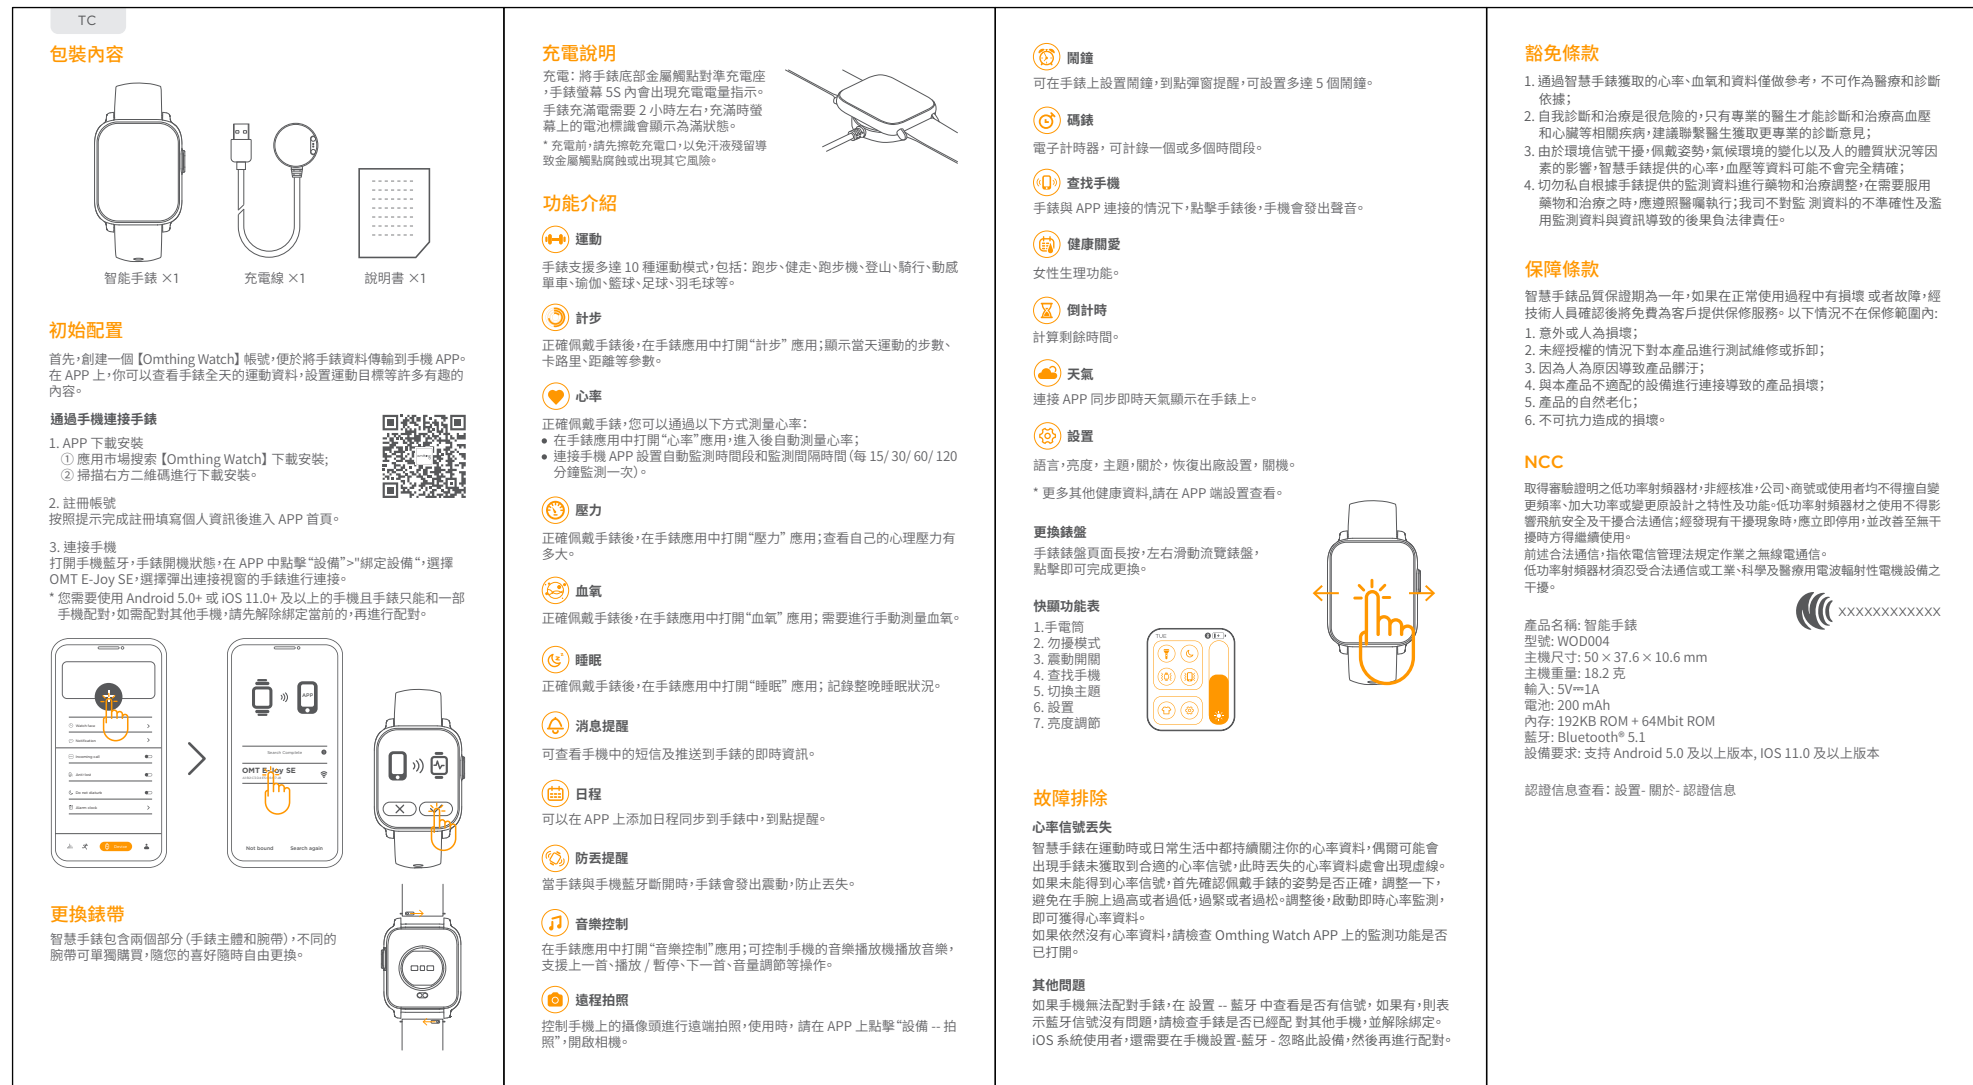 TC
包裝內容
智能手錶 ×1
充電線 ×1
說明書 ×1
初始配置
首先，創建一個【Omthing Watch】帳號，便於將手錶資料傳輸到手機 APP。
在 APP 上，你可以查看手錶全天的運動資料，設置運動目標等許多有趣的
內容。
通過手機連接手錶
1. APP 下載安裝
① 應用市場搜索【Omthing Watch】下載安裝;
② 掃描右方二維碼進行下載安裝。
2. 註冊帳號
按照提示完成註冊填寫個人資訊後進入 APP 首頁。
3. 連接手機
打開手機藍牙，手錶開機狀態，在 APP 中點擊“設備”>"綁定設備“，選擇
OMT E-Joy SE，選擇彈出連接視窗的手錶進行連接。
* 您需要使用 Android 5.0+ 或 iOS 11.0+ 及以上的手機且手錶只能和一部
手機配對，如需配對其他手機，請先解除綁定當前的，再進行配對。
Watch face
Notification
Incoming call
Anti-lost
Do not disturb
Alarm clock
Device
APP
Search Complete
OMT E-Joy SE
Not bound
Search again
更換錶帶
智慧手錶包含兩個部分（手錶主體和腕帶），不同的
腕帶可單獨購買，隨您的喜好隨時自由更換。
充電說明
充電：將手錶底部金屬觸點對準充電座
，手錶螢幕 5S 內會出現充電電量指示。
手錶充滿電需要 2 小時左右，充滿時螢
幕上的電池標識會顯示為滿狀態。
* 充電前，請先擦乾充電口，以免汗液殘留導
致金屬觸點腐蝕或出現其它風險。
功能介紹
運動
手錶支援多達 10 種運動模式，包括：跑步、健走、跑步機、登山、騎行、動感
單車、瑜伽、籃球、足球、羽毛球等。
計步
正確佩戴手錶後，在手錶應用中打開“計步” 應用；顯示當天運動的步數、
卡路里、距離等參數。
心率
正確佩戴手錶，您可以通過以下方式測量心率：
● 在手錶應用中打開“心率”應用，進入後自動測量心率；
● 連接手機 APP 設置自動監測時間段和監測間隔時間（每 15/ 30/ 60/ 120
分鐘監測一次）。
壓力
正確佩戴手錶後，在手錶應用中打開“壓力” 應用；查看自己的心理壓力有
多大。
血氧
正確佩戴手錶後，在手錶應用中打開“血氧” 應用；需要進行手動測量血氧。
睡眠
正確佩戴手錶後，在手錶應用中打開“睡眠” 應用；記錄整晚睡眠狀況。
消息提醒
可查看手機中的短信及推送到手錶的即時資訊。
日程
可以在 APP 上添加日程同步到手錶中，到點提醒。
防丟提醒
當手錶與手機藍牙斷開時，手錶會發出震動，防止丟失。
音樂控制
在手錶應用中打開“音樂控制”應用；可控制手機的音樂播放機播放音樂，
支援上一首、播放 / 暫停、下一首、音量調節等操作。
遠程拍照
控制手機上的攝像頭進行遠端拍照，使用時，請在 APP 上點擊“設備 -- 拍
照”，開啟相機。
鬧鐘
可在手錶上設置鬧鐘，到點彈窗提醒，可設置多達 5 個鬧鐘。
碼錶
電子計時器，可計錄一個或多個時間段。
查找手機
手錶與 APP 連接的情況下，點擊手錶後，手機會發出聲音。
健康關愛
女性生理功能。
倒計時
計算剩餘時間。
天氣
連接 APP 同步即時天氣顯示在手錶上。
設置
語言，亮度，主題，關於，恢復出廠設置，關機。
* 更多其他健康資料,請在 APP 端設置查看。
更換錶盤
手錶錶盤頁面長按，左右滑動流覽錶盤，
點擊即可完成更換。
快顯功能表
1.手電筒
2. 勿擾模式
3. 震動開關
4. 查找手機
5. 切換主題
6. 設置
7. 亮度調節
TUE
故障排除
心率信號丟失
智慧手錶在運動時或日常生活中都持續關注你的心率資料，偶爾可能會
出現手錶未獲取到合適的心率信號，此時丟失的心率資料處會出現虛線。
如果未能得到心率信號，首先確認佩戴手錶的姿勢是否正確，調整一下，
避免在手腕上過高或者過低，過緊或者過松。調整後，啟動即時心率監測，
即可獲得心率資料。
如果依然沒有心率資料，請檢查 Omthing Watch APP 上的監測功能是否
已打開。
其他問題
如果手機無法配對手錶，在 設置 -- 藍牙 中查看是否有信號，如果有，則表
示藍牙信號沒有問題，請檢查手錶是否已經配 對其他手機，並解除綁定。
iOS 系統使用者，還需要在手機設置-藍牙 - 忽略此設備，然後再進行配對。
豁免條款
1. 通過智慧手錶獲取的心率、血氧和資料僅做參考，不可作為醫療和診斷
依據；
2. 自我診斷和治療是很危險的，只有專業的醫生才能診斷和治療高血壓
和心臟等相關疾病，建議聯繫醫生獲取更專業的診斷意見；
3. 由於環境信號干擾，佩戴姿勢，氣候環境的變化以及人的體質狀況等因
素的影響，智慧手錶提供的心率，血壓等資料可能不會完全精確；
4. 切勿私自根據手錶提供的監測資料進行藥物和治療調整，在需要服用
藥物和治療之時，應遵照醫囑執行；我司不對監 測資料的不準確性及濫
用監測資料與資訊導致的後果負法律責任。
保障條款
智慧手錶品質保證期為一年，如果在正常使用過程中有損壞 或者故障，經
技術人員確認後將免費為客戶提供保修服務。以下情況不在保修範圍內:
1. 意外或人為損壞；
2. 未經授權的情況下對本產品進行測試維修或拆卸；
3. 因為人為原因導致產品髒汙；
4. 與本產品不適配的設備進行連接導致的產品損壞；
5. 產品的自然老化；
6. 不可抗力造成的損壞。
NCC
取得審驗證明之低功率射頻器材，非經核准，公司、商號或使用者均不得擅自變
更頻率、加大功率或變更原設計之特性及功能。低功率射頻器材之使用不得影
響飛航安全及干擾合法通信；經發現有干擾現象時，應立即停用，並改善至無干
擾時方得繼續使用。
前述合法通信，指依電信管理法規定作業之無線電通信。
低功率射頻器材須忍受合法通信或工業、科學及醫療用電波輻射性電機設備之
干擾。
XXXXXXXXXXXX
產品名稱: 智能手錶
型號: WOD004
主機尺寸: 50 × 37.6 × 10.6 mm
主機重量: 18.2 克
輸入: 5V⎓1A
電池: 200 mAh
內存: 192KB ROM + 64Mbit ROM
藍牙: Bluetooth® 5.1
設備要求: 支持 Android 5.0 及以上版本, IOS 11.0 及以上版本
認證信息查看：設置- 關於- 認證信息